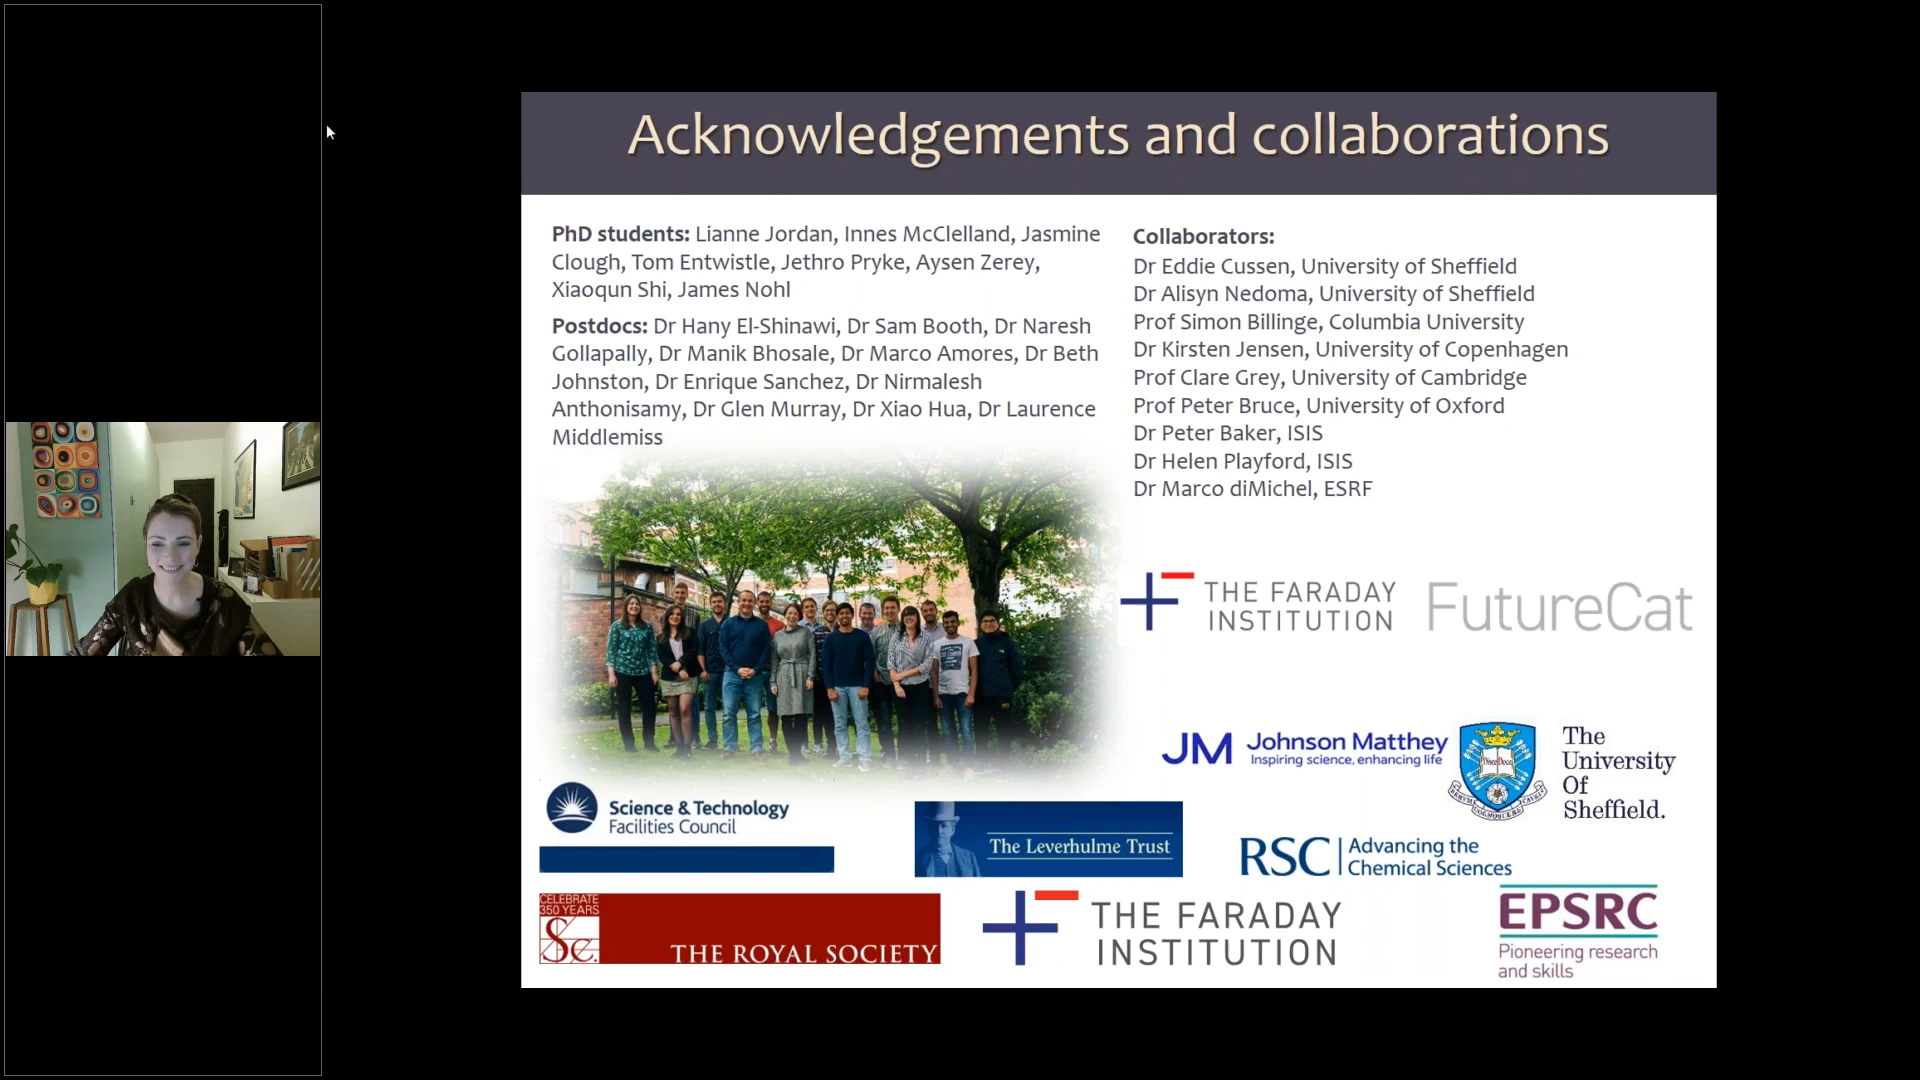 Acknowledgements and collaborations
PhD students: Lianne Jordan, Innes McClelland, Jasmine
Clough, Tom Entwistle, Jethro Pryke, Aysen Zerey,
Xiaoqun Shi, James Nohl
Postdocs: Dr Hany El-Shinawi, Dr Sam Booth, Dr Naresh
Gollapally, Dr Manik Bhosale, Dr Marco Amores, Dr Beth
Johnston, Dr Enrique Sanchez, Dr Nirmalesh
Anthonisamy, Dr Glen Murray, Dr Xiao Hua, Dr Laurence
Middlemiss
Collaborators:
Dr Eddie Cussen, University of Sheffield
Dr Alisyn Nedoma, University of Sheffield
Prof Simon Billinge, Columbia University
Dr Kirsten Jensen, University of Copenhagen
Prof Clare Grey, University of Cambridge
Prof Peter Bruce, University of Oxford
Dr Peter Baker, ISIS
Dr Helen Playford, ISIS
Dr Marco diMichel, ESRF
THE FARADAY
INSTITUTION
FutureCat
JM Johnson Matthey
Inspiring science, enhancing life
Disce Doce
The
University
Of
Sheffield.
Science & Technology
Facilities Council
The Leverhulme Trust
RSC Advancing the
Chemical Sciences
CELEBRATE
350 YEARS
THE ROYAL SOCIETY
THE FARADAY
INSTITUTION
EPSRC
Pioneering research
and skills